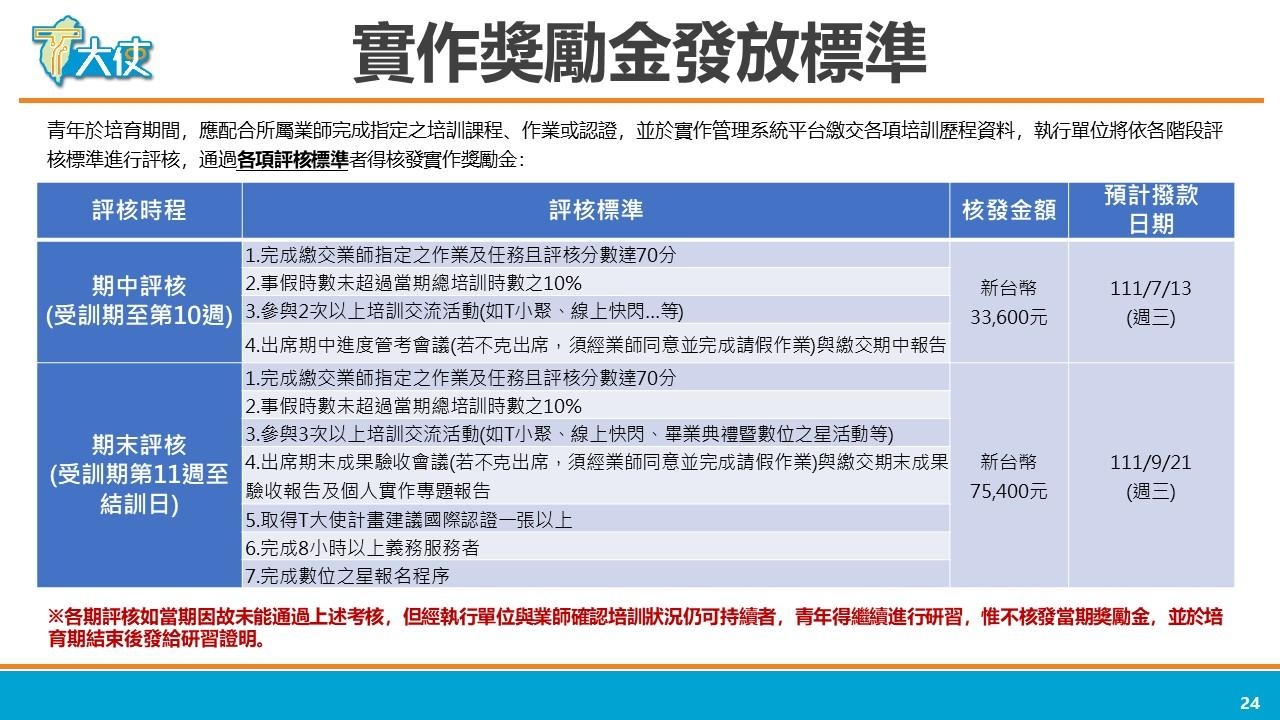 T大使
實作獎勵金發放標準
青年於培育期間，應配合所屬業師完成指定之培訓課程、作業或認證，並於實作管理系統平台繳交各項培訓歷程資料，執行單位將依各階段評
核標準進行評核，通過各項評核標準者得核發實作獎勵金：
評核時程
評核標準
核發金額
預計撥款
日期
期中評核
(受訓期至第10週)
1.完成繳交業師指定之作業及任務且評核分數達70分
2.事假時數未超過當期總培訓時數之10%
3.參與2次以上培訓交流活動(如T小聚、線上快閃...等)
4.出席期中進度管考會議(若不克出席，須經業師同意並完成請假作業)與繳交期中報告
新台幣
33,600元
111/7/13
(週三)
期末評核
(受訓期第11週至
結訓日)
1.完成繳交業師指定之作業及任務且評核分數達70分
2.事假時數未超過當期總培訓時數之10%
3.參與3次以上培訓交流活動(如T小聚、線上快閃、畢業典禮暨數位之星活動等)
4.出席期末成果驗收會議(若不克出席，須經業師同意並完成請假作業)與繳交期末成果
驗收報告及個人實作專題報告
5.取得T大使計畫建議國際認證一張以上
6.完成8小時以上義務服務者
7.完成數位之星報名程序
新台幣
75,400元
111/9/21
(週三)
※各期評核如當期因故未能通過上述考核，但經執行單位與業師確認培訓狀況仍可持續者，青年得繼續進行研習，惟不核發當期獎勵金，並於培
育期結束後發給研習證明。
24